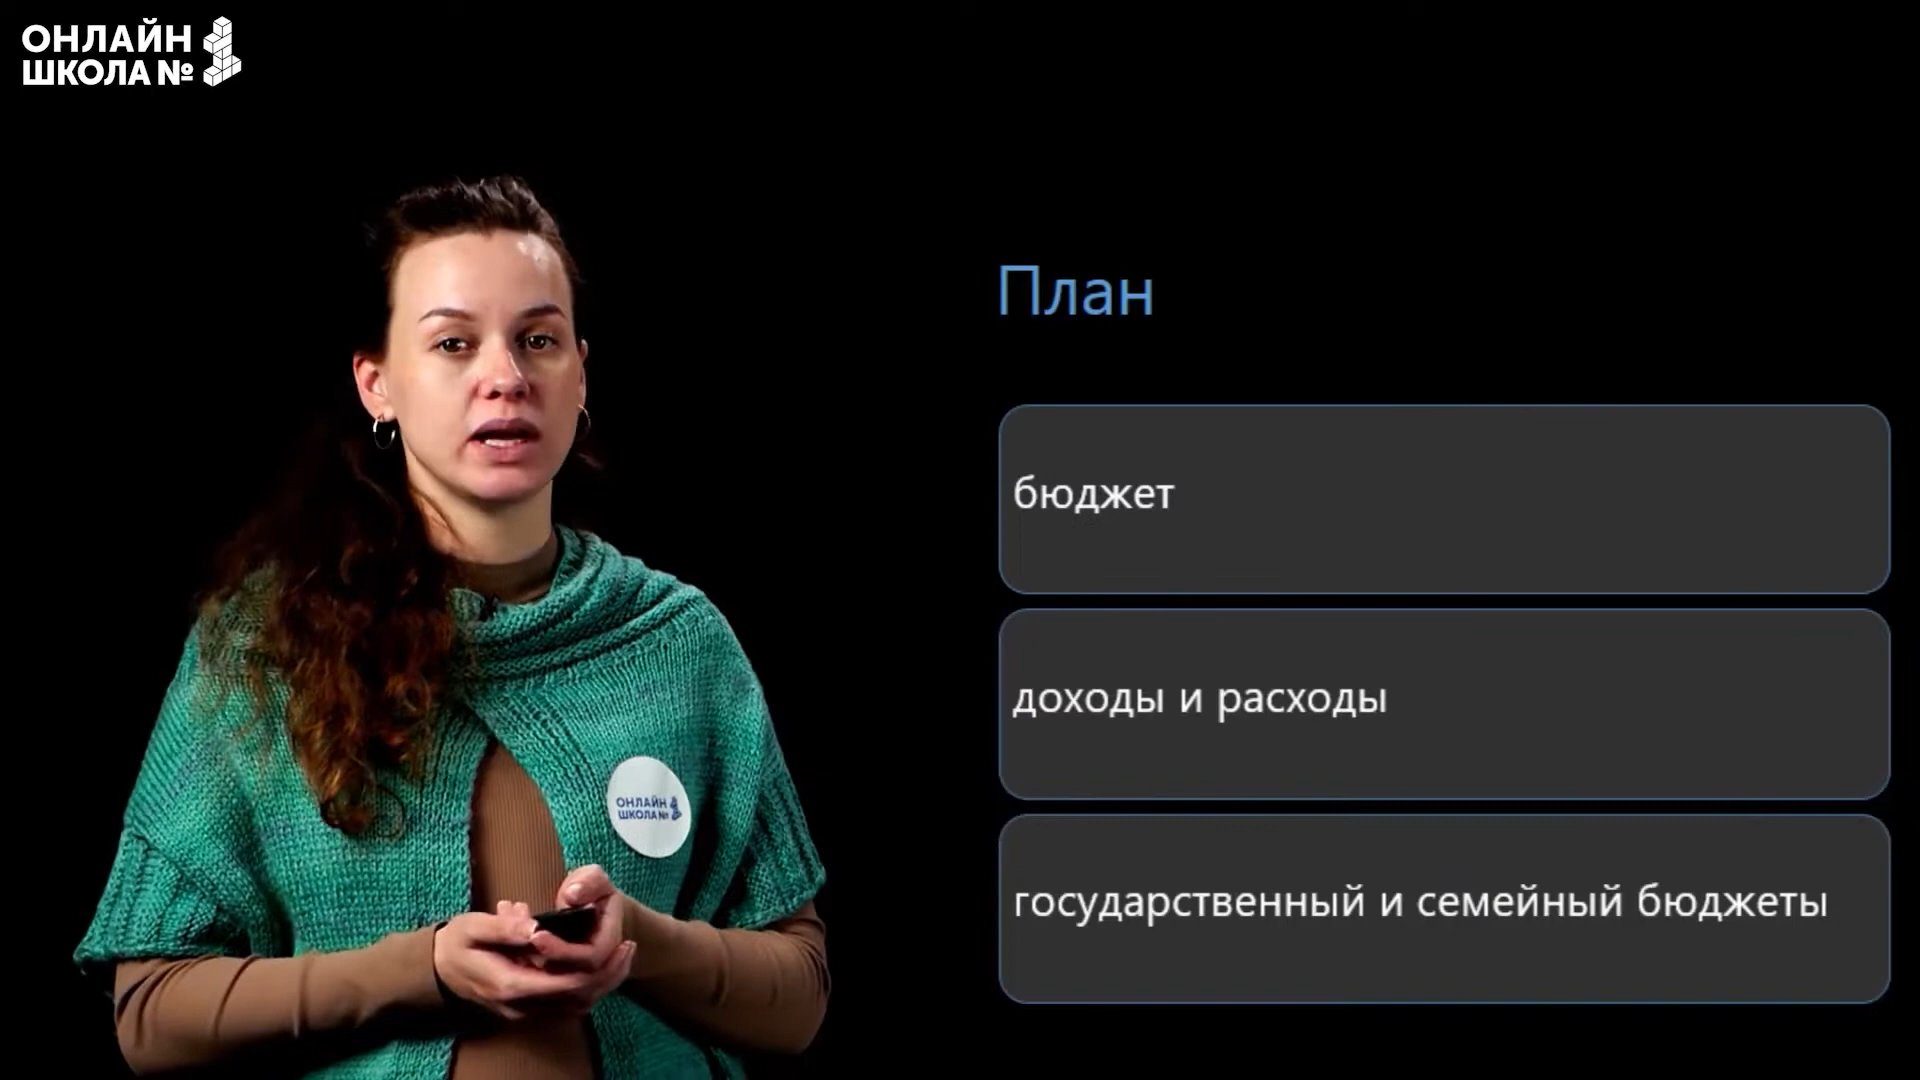 ОНЛАЙН
ШКОЛА №
План
бюджет
доходы и расходы
государственный и семейный бюджеты
ОНЛАЙН
ШКОЛА №